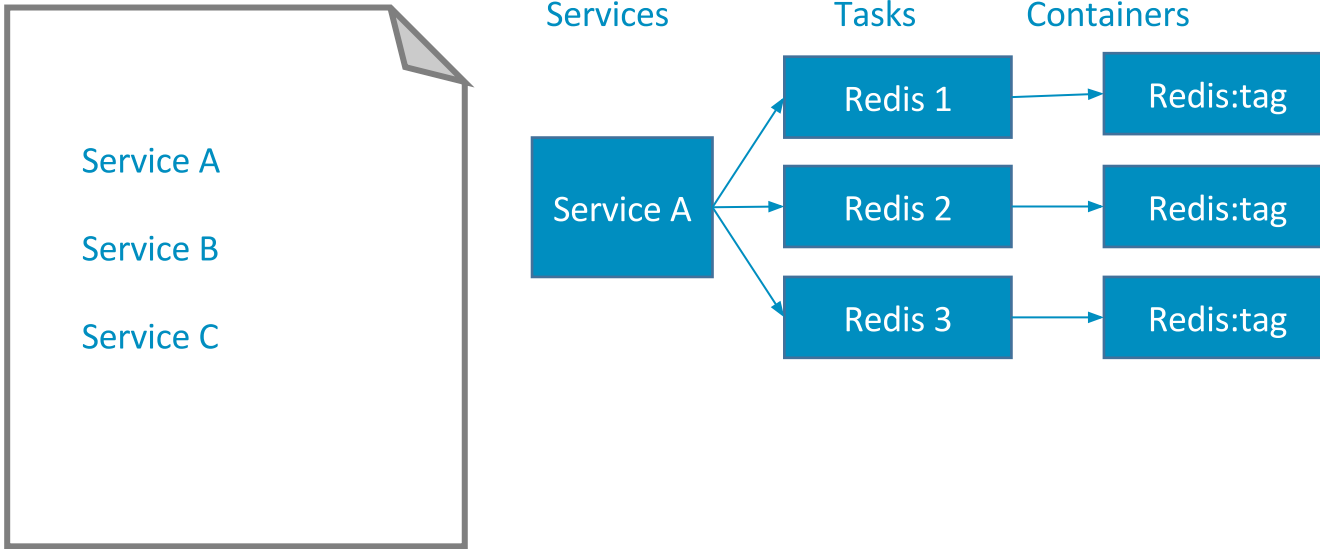 Service A
Service B
Service C
Services Tasks Containers
Service A
Redis 1
Redis:tag
Redis 2
Redis:tag
Redis 3
Redis:tag